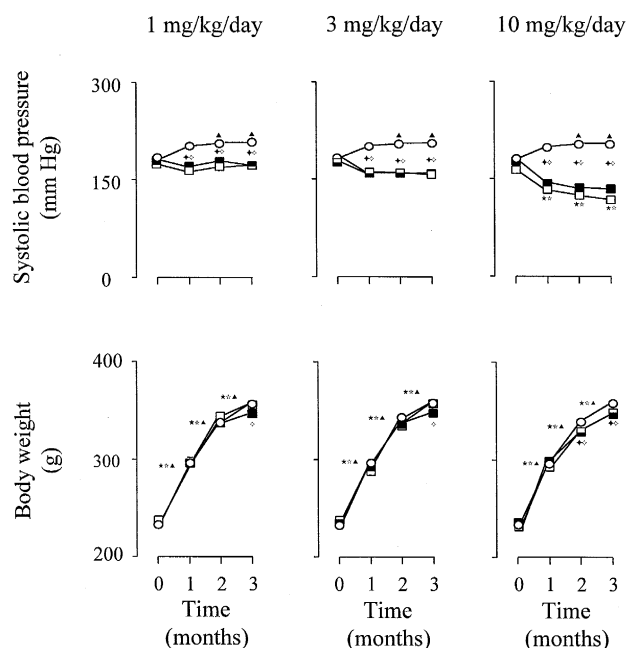 1 mg/kg/day 3 mg/kg/day 10 mg/kg/day
Systolic blood pressure
(mm Hg)
300
150
0
Body weight
(g)
400
300
200
0 1 2 3 0 1 2 3 0 1 2 3
Time Time Time
(months) (months) (months)